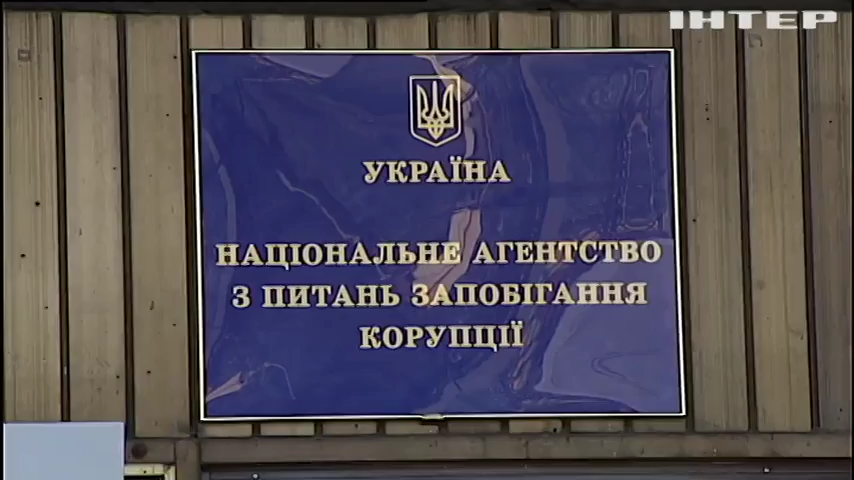 ІНТЕР
УКРАЇНА
НАЦІОНАЛЬНЕ АГЕНТСТВО
З ПИТАНЬ ЗАПОБІГАННЯ
КОРУПЦІЇ